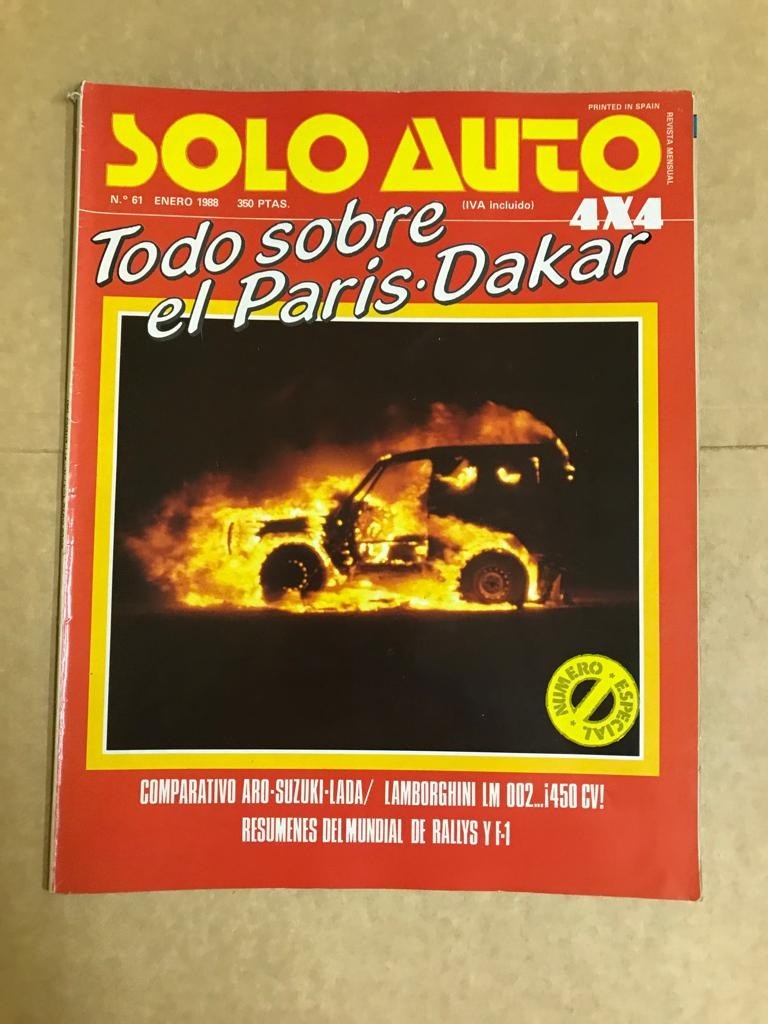 PRINTED IN SPAIN
SOLO AUTO
REVISTA MENSUAL
N.º 61 ENERO 1988 350 PTAS. (IVA incluido)
4X4
Todo sobre
el Paris·Dakar
NUMERO ESPECIAL
COMPARATIVO ARO-SUZUKI-LADA/ LAMBORGHINI LM 002...¡450 CV!
RESUMENES DEL MUNDIAL DE RALLYS Y F-1